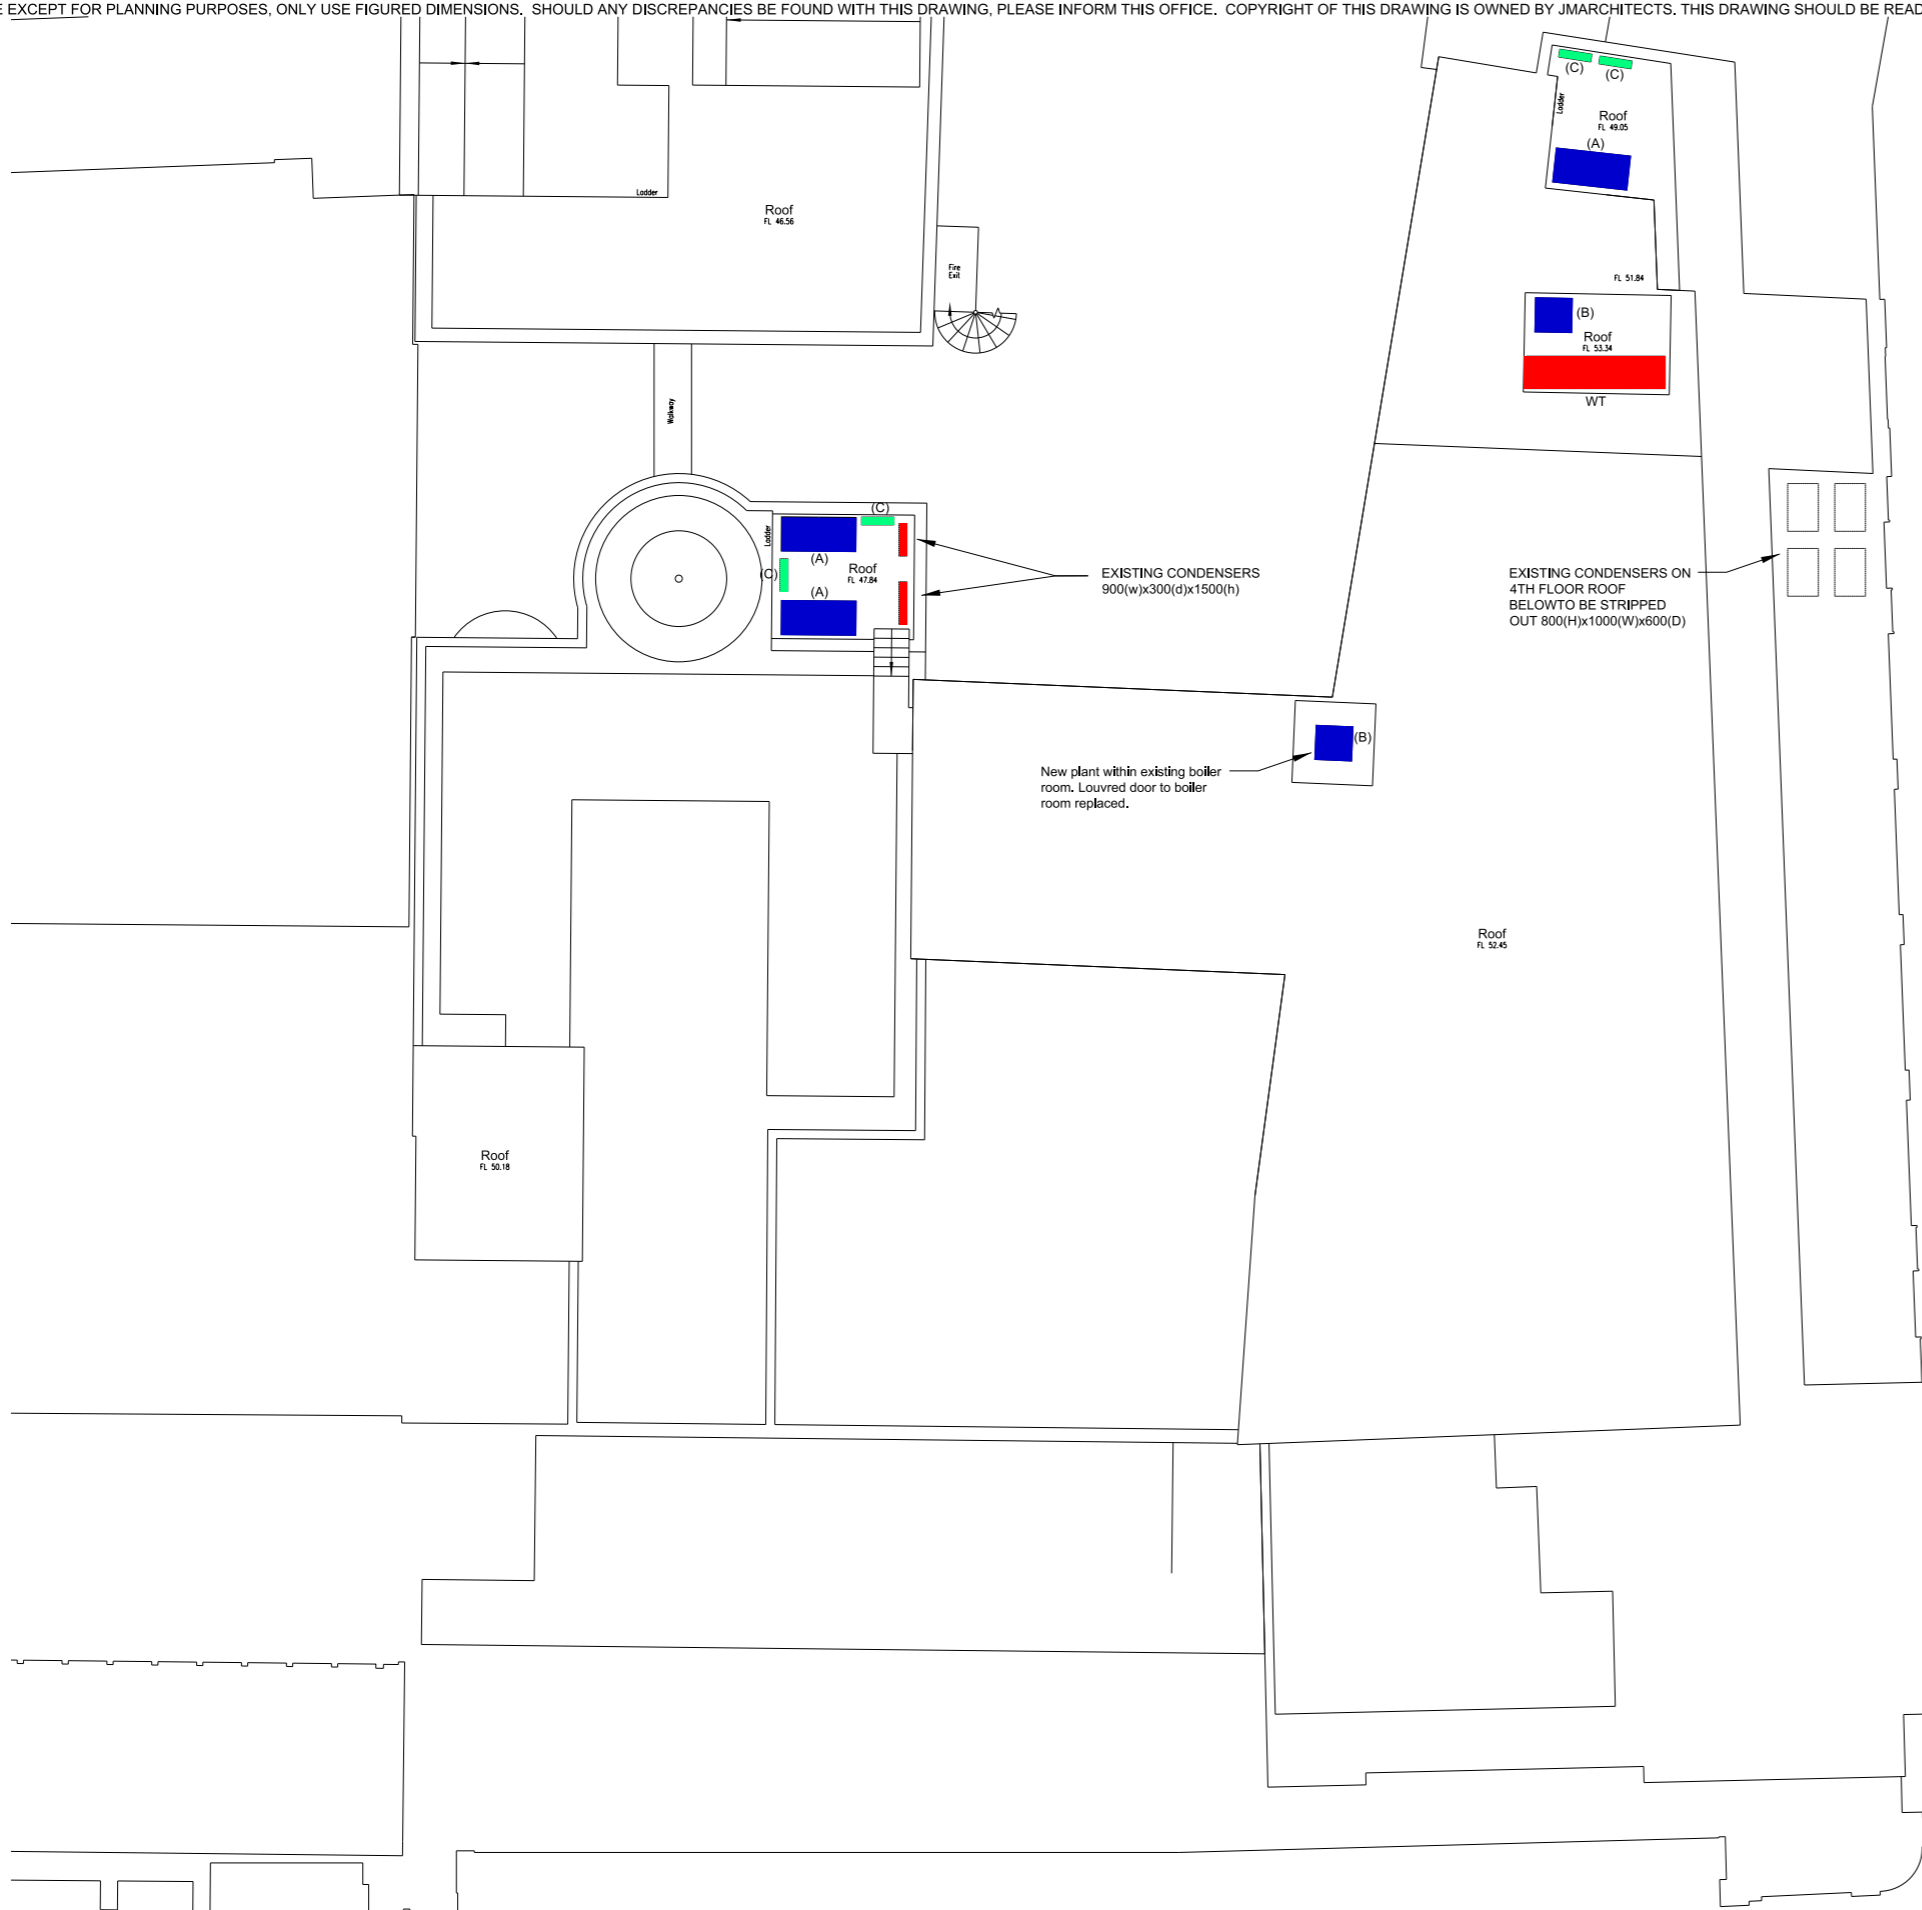 EXCEPT FOR PLANNING PURPOSES, ONLY USE FIGURED DIMENSIONS. SHOULD ANY DISCREPANCIES BE FOUND WITH THIS DRAWING, PLEASE INFORM THIS OFFICE. COPYRIGHT OF THIS DRAWING IS OWNED BY JMARCHITECTS. THIS DRAWING SHOULD BE READ
(C)
(C)
Ladder
Roof
FL 49.05
(A)
Ladder
Roof
FL 46.56
Fire
Exit
FL 51.84
(B)
Roof
FL 53.34
WT
Walkway
(C)
Ladder
(A)
(C)
Roof
FL 47.84
(A)
EXISTING CONDENSERS
900(w)x300(d)x1500(h)
EXISTING CONDENSERS ON
4TH FLOOR ROOF
BELOWTO BE STRIPPED
OUT 800(H)x1000(W)x600(D)
(B)
New plant within existing boiler
room. Louvred door to boiler
room replaced.
Roof
FL 52.45
Roof
FL 50.18